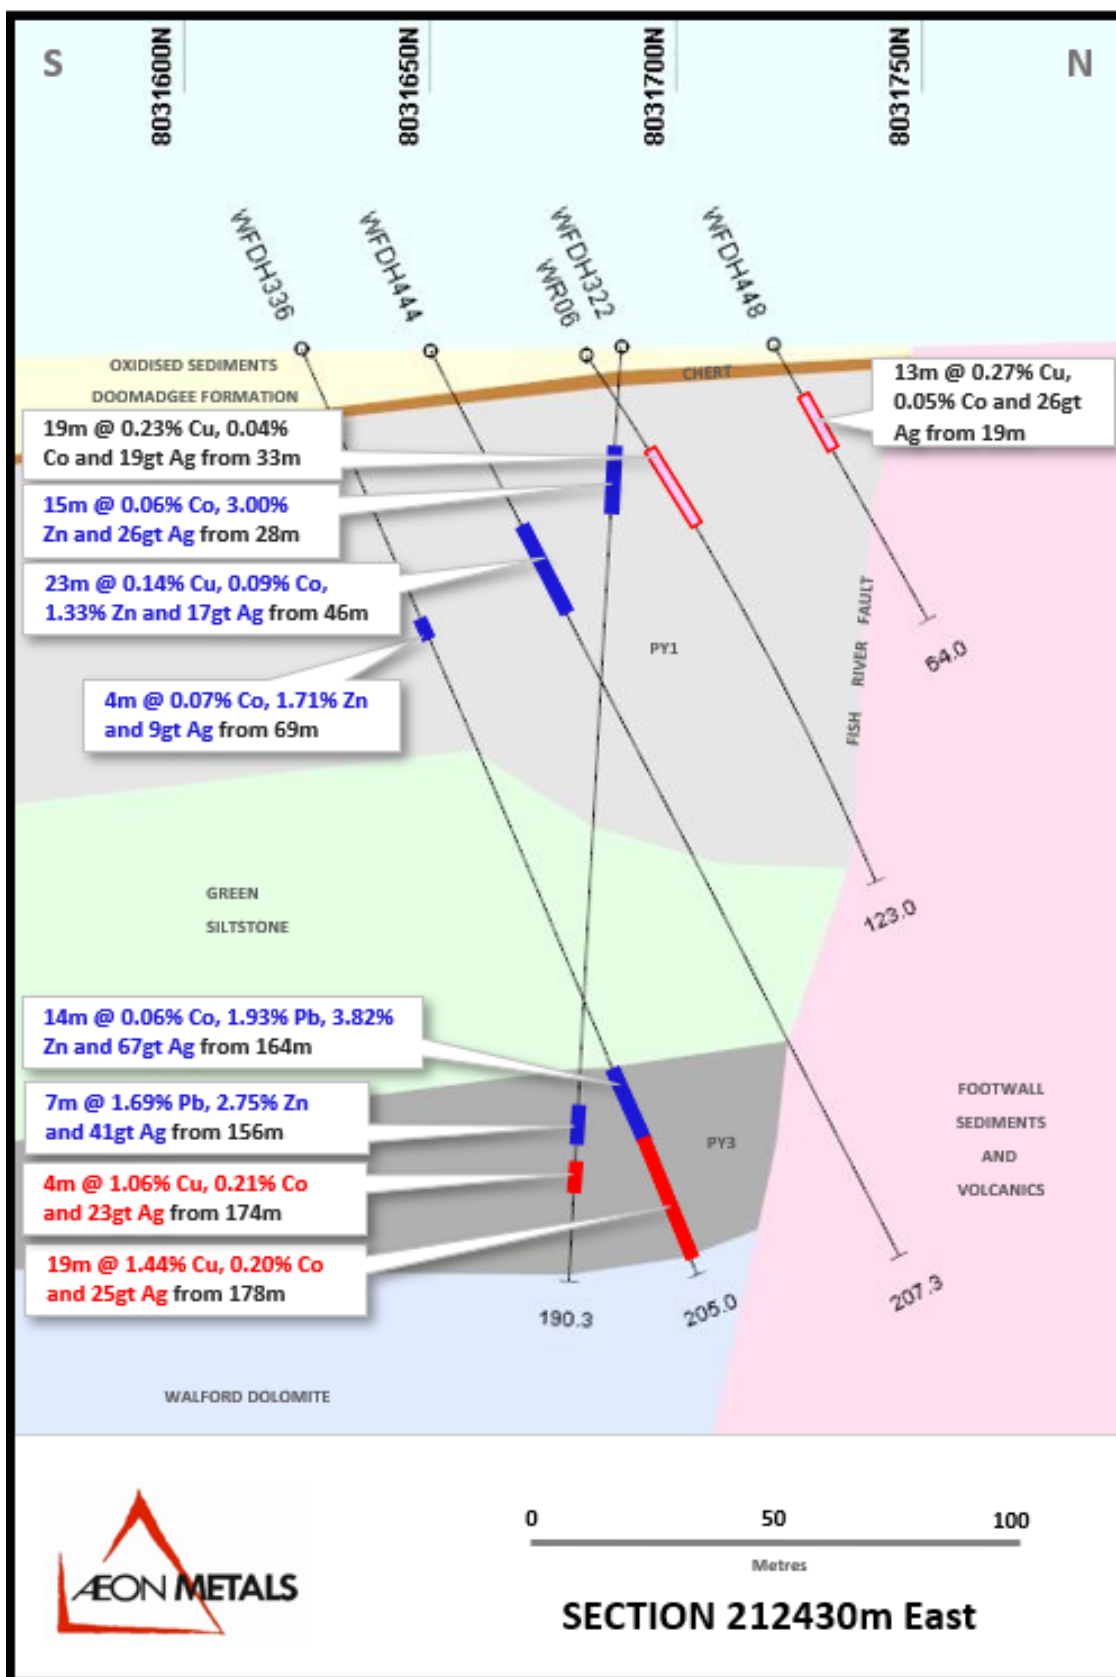 S
N
8031600N
8031650N
8031700N
8031750N
WFDH336
WFDH444
WR06
WFDH322
WFDH448
OXIDISED SEDIMENTS
DOOMADGEE FORMATION
CHERT
13m @ 0.27% Cu,
0.05% Co and 26gt
Ag from 19m
19m @ 0.23% Cu, 0.04%
Co and 19gt Ag from 33m
15m @ 0.06% Co, 3.00%
Zn and 26gt Ag from 28m
23m @ 0.14% Cu, 0.09% Co,
1.33% Zn and 17gt Ag from 46m
4m @ 0.07% Co, 1.71% Zn
and 9gt Ag from 69m
PY1
FISH RIVER FAULT
64.0
123.0
GREEN
SILTSTONE
14m @ 0.06% Co, 1.93% Pb, 3.82%
Zn and 67gt Ag from 164m
7m @ 1.69% Pb, 2.75% Zn
and 41gt Ag from 156m
4m @ 1.06% Cu, 0.21% Co
and 23gt Ag from 174m
19m @ 1.44% Cu, 0.20% Co
and 25gt Ag from 178m
PY3
FOOTWALL
SEDIMENTS
AND
VOLCANICS
190.3
205.0
207.3
WALFORD DOLOMITE
ÆON METALS
0 50 100
Metres
SECTION 212430m East